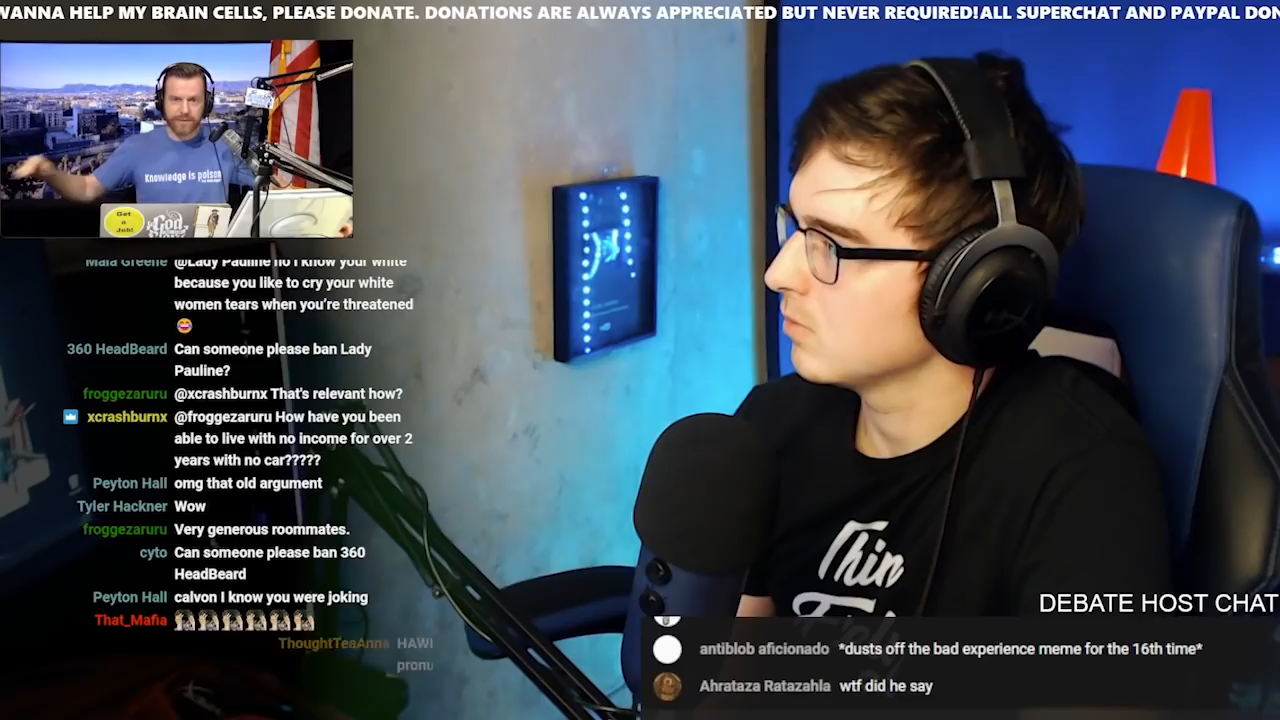 WANNA HELP MY BRAIN CELLS, PLEASE DONATE. DONATIONS ARE ALWAYS APPRECIATED BUT NEVER REQUIRED! ALL SUPERCHAT AND PAYPAL DON
Knowledge is poison
Get
a
Job!
God
Maia Greene @Lady Pauline no I know your white
because you like to cry your white
women tears when you're threatened
😂
360 HeadBeard Can someone please ban Lady
Pauline?
froggezaruru @xcrashburnx That's relevant how?
xcrashburnx @froggezaruru How have you been
able to live with no income for over 2
years with no car?????
Peyton Hall omg that old argument
Tyler Hackner Wow
froggezaruru Very generous roommates.
cyto Can someone please ban 360
HeadBeard
Peyton Hall calvon I know you were joking
That_Mafia
ThoughtTeaAnna HAWI
pronu
Thin
DEBATE HOST CHAT
antiblob aficionado *dusts off the bad experience meme for the 16th time*
Ahrataza Ratazahla wtf did he say